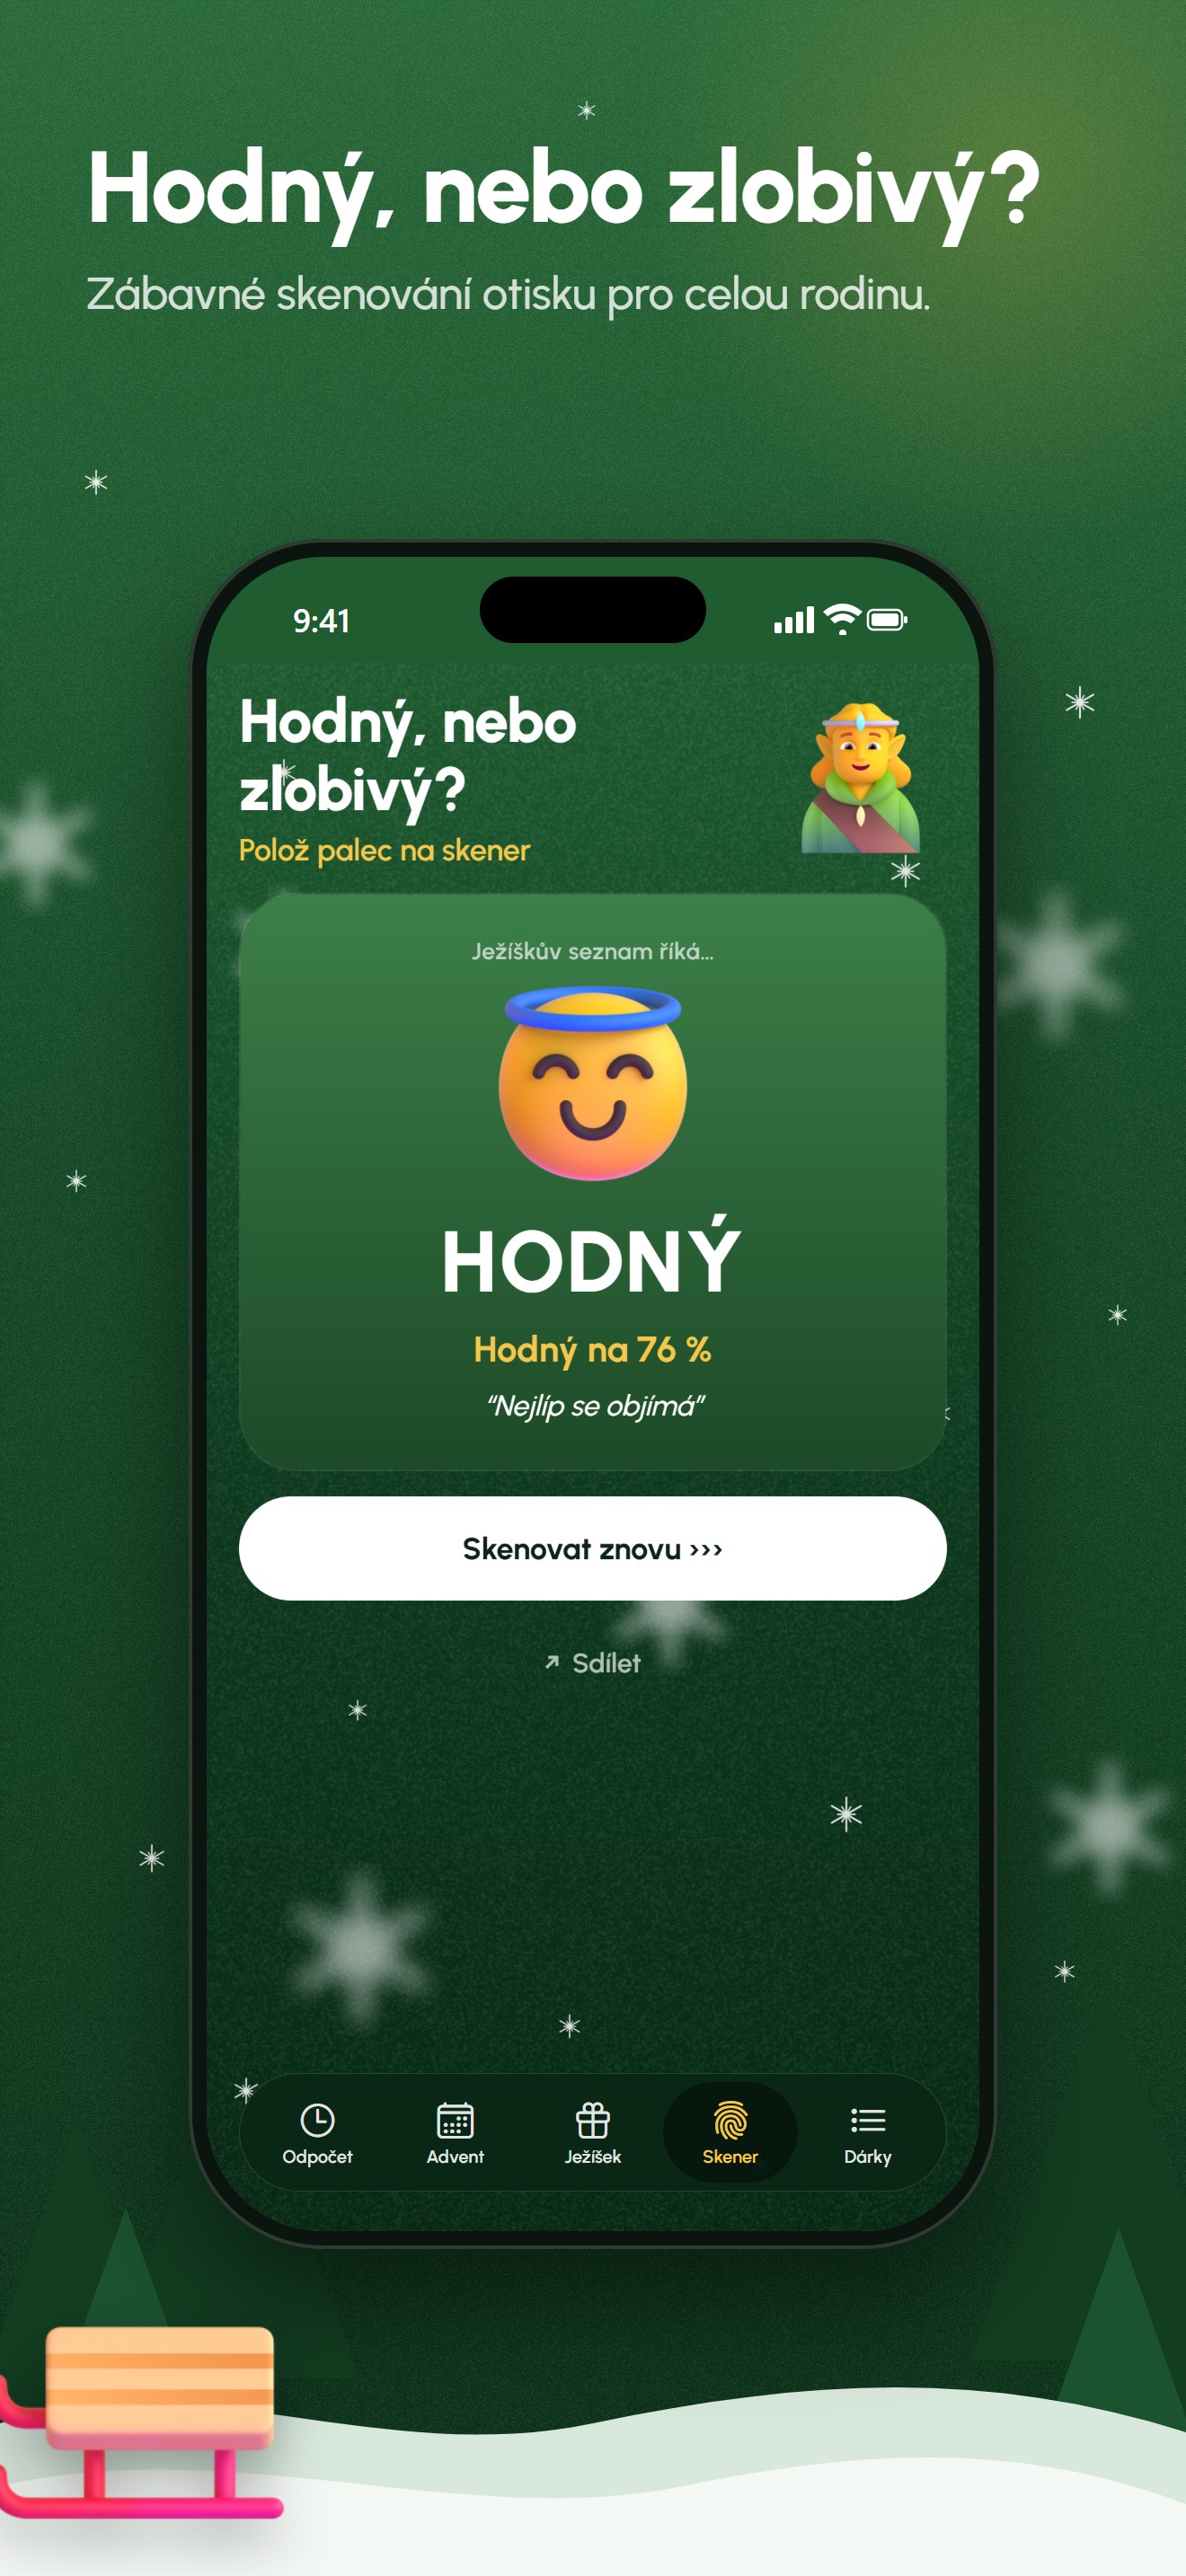 Hodný, nebo zlobivý?
Zábavné skenování otisku pro celou rodinu.
9:41
Hodný, nebo
zlobivý?
Polož palec na skener
Ježíškův seznam říká...
HODNÝ
Hodný na 76 %
“Nejlíp se objímá”
Skenovat znovu ›››
↗ Sdílet
Odpočet Advent Ježíšek Skener Dárky